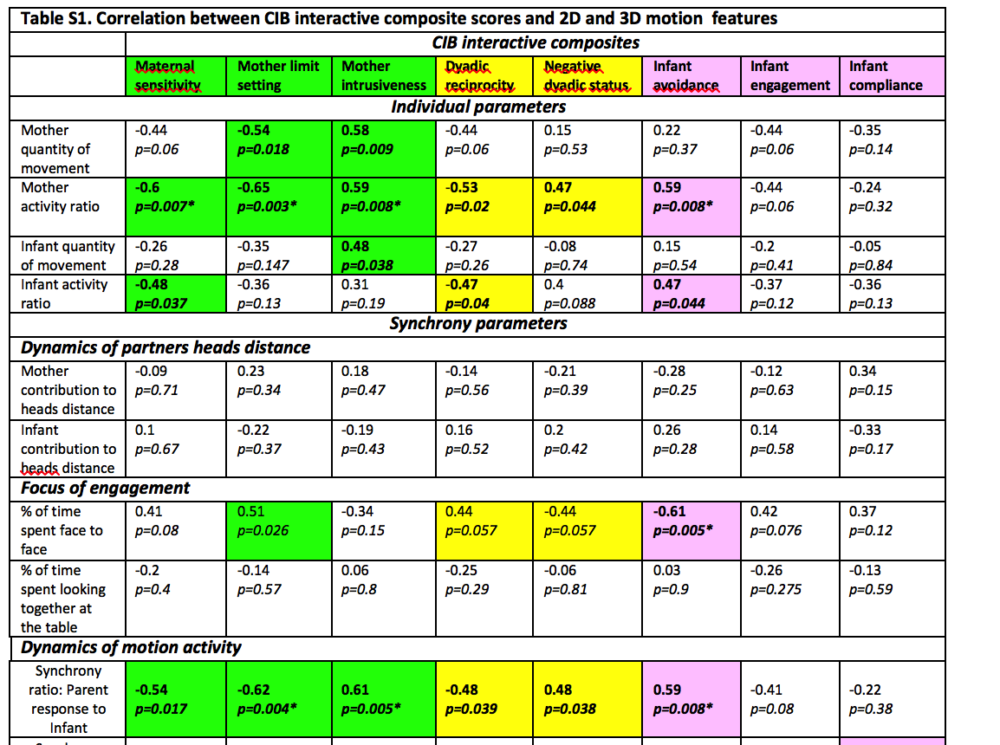 Table S1. Correlation between CIB interactive composite scores and 2D and 3D motion features
CIB interactive composites
Maternal sensitivity Mother limit setting Mother intrusiveness Dyadic reciprocity Negative dyadic status Infant avoidance Infant engagement Infant compliance
Individual parameters
Mother quantity of movement -0.44 p=0.06 -0.54 p=0.018 0.58 p=0.009 -0.44 p=0.06 0.15 p=0.53 0.22 p=0.37 -0.44 p=0.06 -0.35 p=0.14
Mother activity ratio -0.6 p=0.007* -0.65 p=0.003* 0.59 p=0.008* -0.53 p=0.02 0.47 p=0.044 0.59 p=0.008* -0.44 p=0.06 -0.24 p=0.32
Infant quantity of movement -0.26 p=0.28 -0.35 p=0.147 0.48 p=0.038 -0.27 p=0.26 -0.08 p=0.74 0.15 p=0.54 -0.2 p=0.41 -0.05 p=0.84
Infant activity ratio -0.48 p=0.037 -0.36 p=0.13 0.31 p=0.19 -0.47 p=0.04 0.4 p=0.088 0.47 p=0.044 -0.37 p=0.12 -0.36 p=0.13
Synchrony parameters
Dynamics of partners heads distance
Mother contribution to heads distance -0.09 p=0.71 0.23 p=0.34 0.18 p=0.47 -0.14 p=0.56 -0.21 p=0.39 -0.28 p=0.25 -0.12 p=0.63 0.34 p=0.15
Infant contribution to heads distance 0.1 p=0.67 -0.22 p=0.37 -0.19 p=0.43 0.16 p=0.52 0.2 p=0.42 0.26 p=0.28 0.14 p=0.58 -0.33 p=0.17
Focus of engagement
% of time spent face to face 0.41 p=0.08 0.51 p=0.026 -0.34 p=0.15 0.44 p=0.057 -0.44 p=0.057 -0.61 p=0.005* 0.42 p=0.076 0.37 p=0.12
% of time spent looking together at the table -0.2 p=0.4 -0.14 p=0.57 0.06 p=0.8 -0.25 p=0.29 -0.06 p=0.81 0.03 p=0.9 -0.26 p=0.275 -0.13 p=0.59
Dynamics of motion activity
Synchrony ratio: Parent response to Infant -0.54 p=0.017 -0.62 p=0.004* 0.61 p=0.005* -0.48 p=0.039 0.48 p=0.038 0.59 p=0.008* -0.41 p=0.08 -0.22 p=0.38